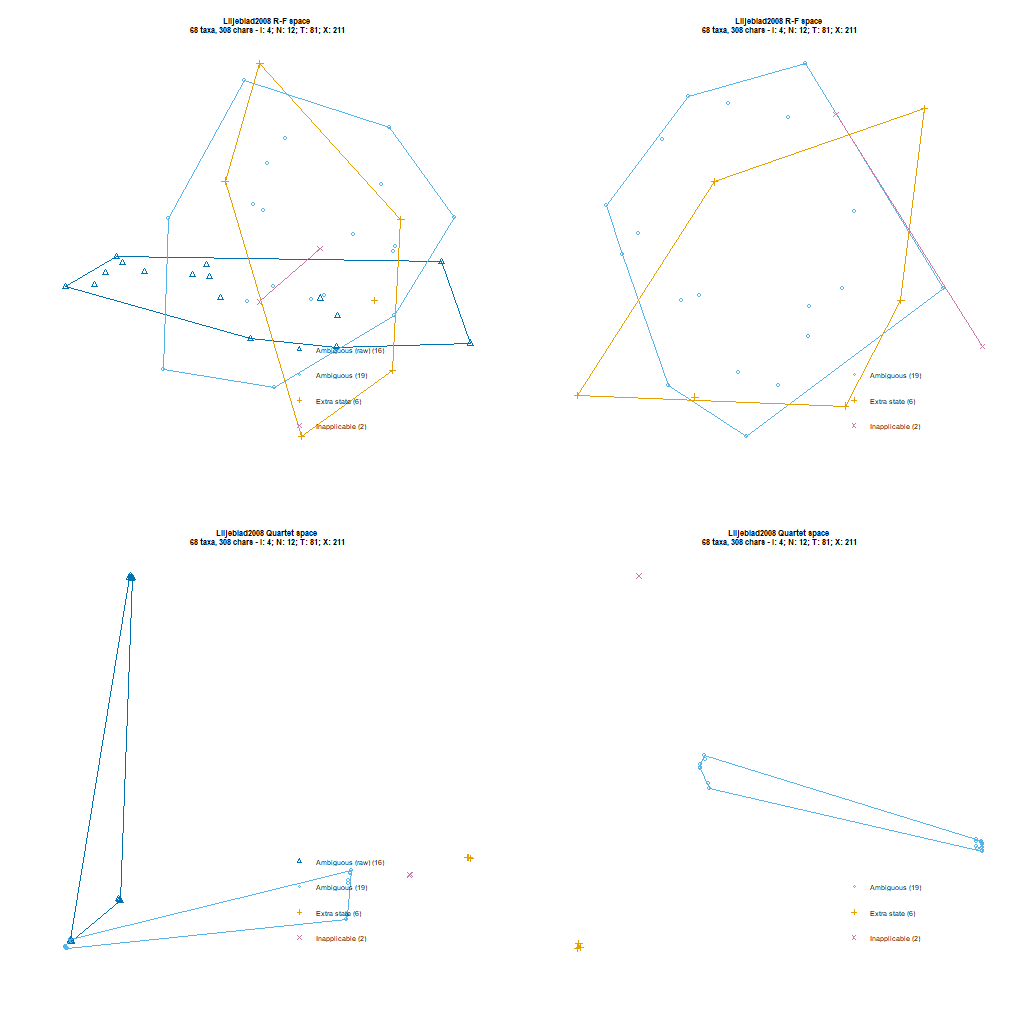 Liljeblad2008 R-F space
68 taxa, 308 chars - I: 4; N: 12; T: 81; X: 211
Ambiguous (raw) (16)
Ambiguous (19)
Extra state (6)
Inapplicable (2)
Liljeblad2008 R-F space
68 taxa, 308 chars - I: 4; N: 12; T: 81; X: 211
Ambiguous (19)
Extra state (6)
Inapplicable (2)
Liljeblad2008 Quartet space
68 taxa, 308 chars - I: 4; N: 12; T: 81; X: 211
Ambiguous (raw) (16)
Ambiguous (19)
Extra state (6)
Inapplicable (2)
Liljeblad2008 Quartet space
68 taxa, 308 chars - I: 4; N: 12; T: 81; X: 211
Ambiguous (19)
Extra state (6)
Inapplicable (2)